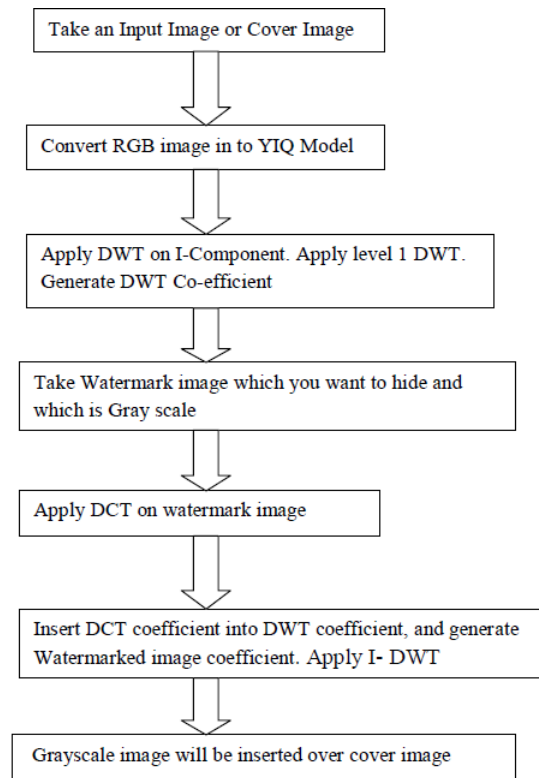 Take an Input Image or Cover Image
Convert RGB image in to YIQ Model
Apply DWT on I-Component. Apply level 1 DWT.
Generate DWT Co-efficient
Take Watermark image which you want to hide and
which is Gray scale
Apply DCT on watermark image
Insert DCT coefficient into DWT coefficient, and generate
Watermarked image coefficient. Apply I- DWT
Grayscale image will be inserted over cover image